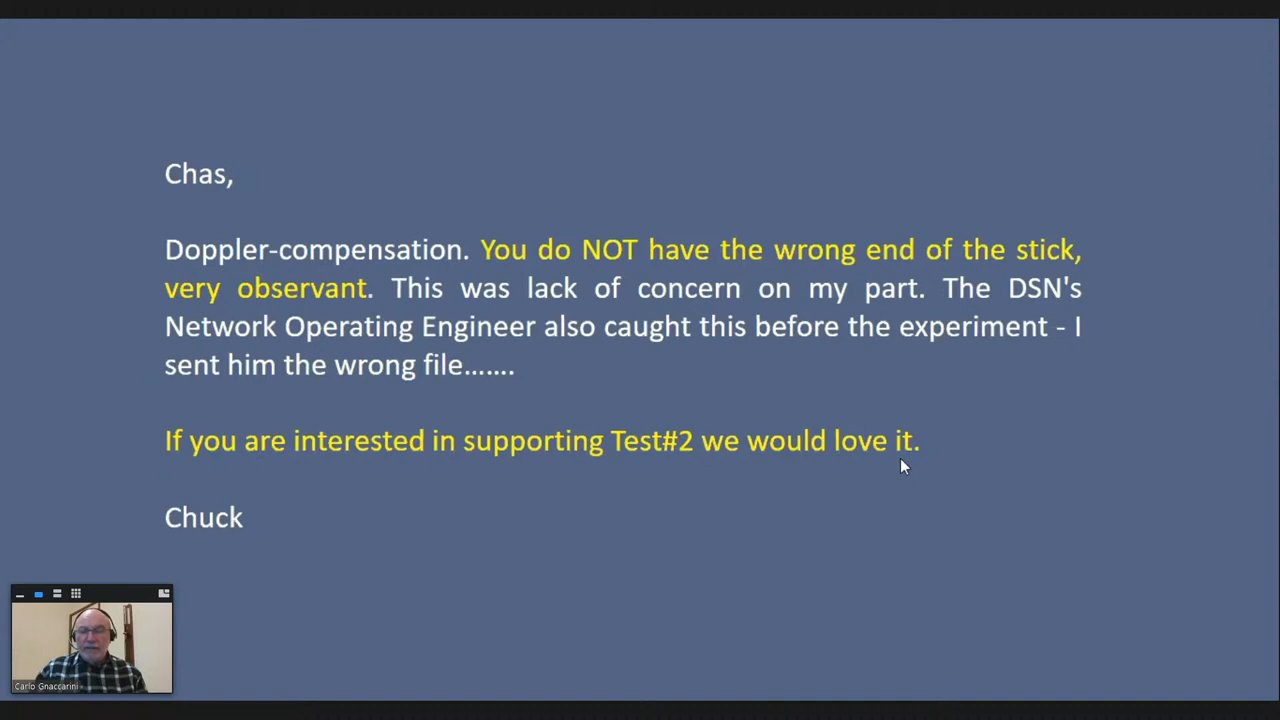 Chas,
Doppler-compensation. You do NOT have the wrong end of the stick,
very observant. This was lack of concern on my part. The DSN's
Network Operating Engineer also caught this before the experiment - I
sent him the wrong file…….
If you are interested in supporting Test#2 we would love it.
Chuck
Carlo Gnaccarini